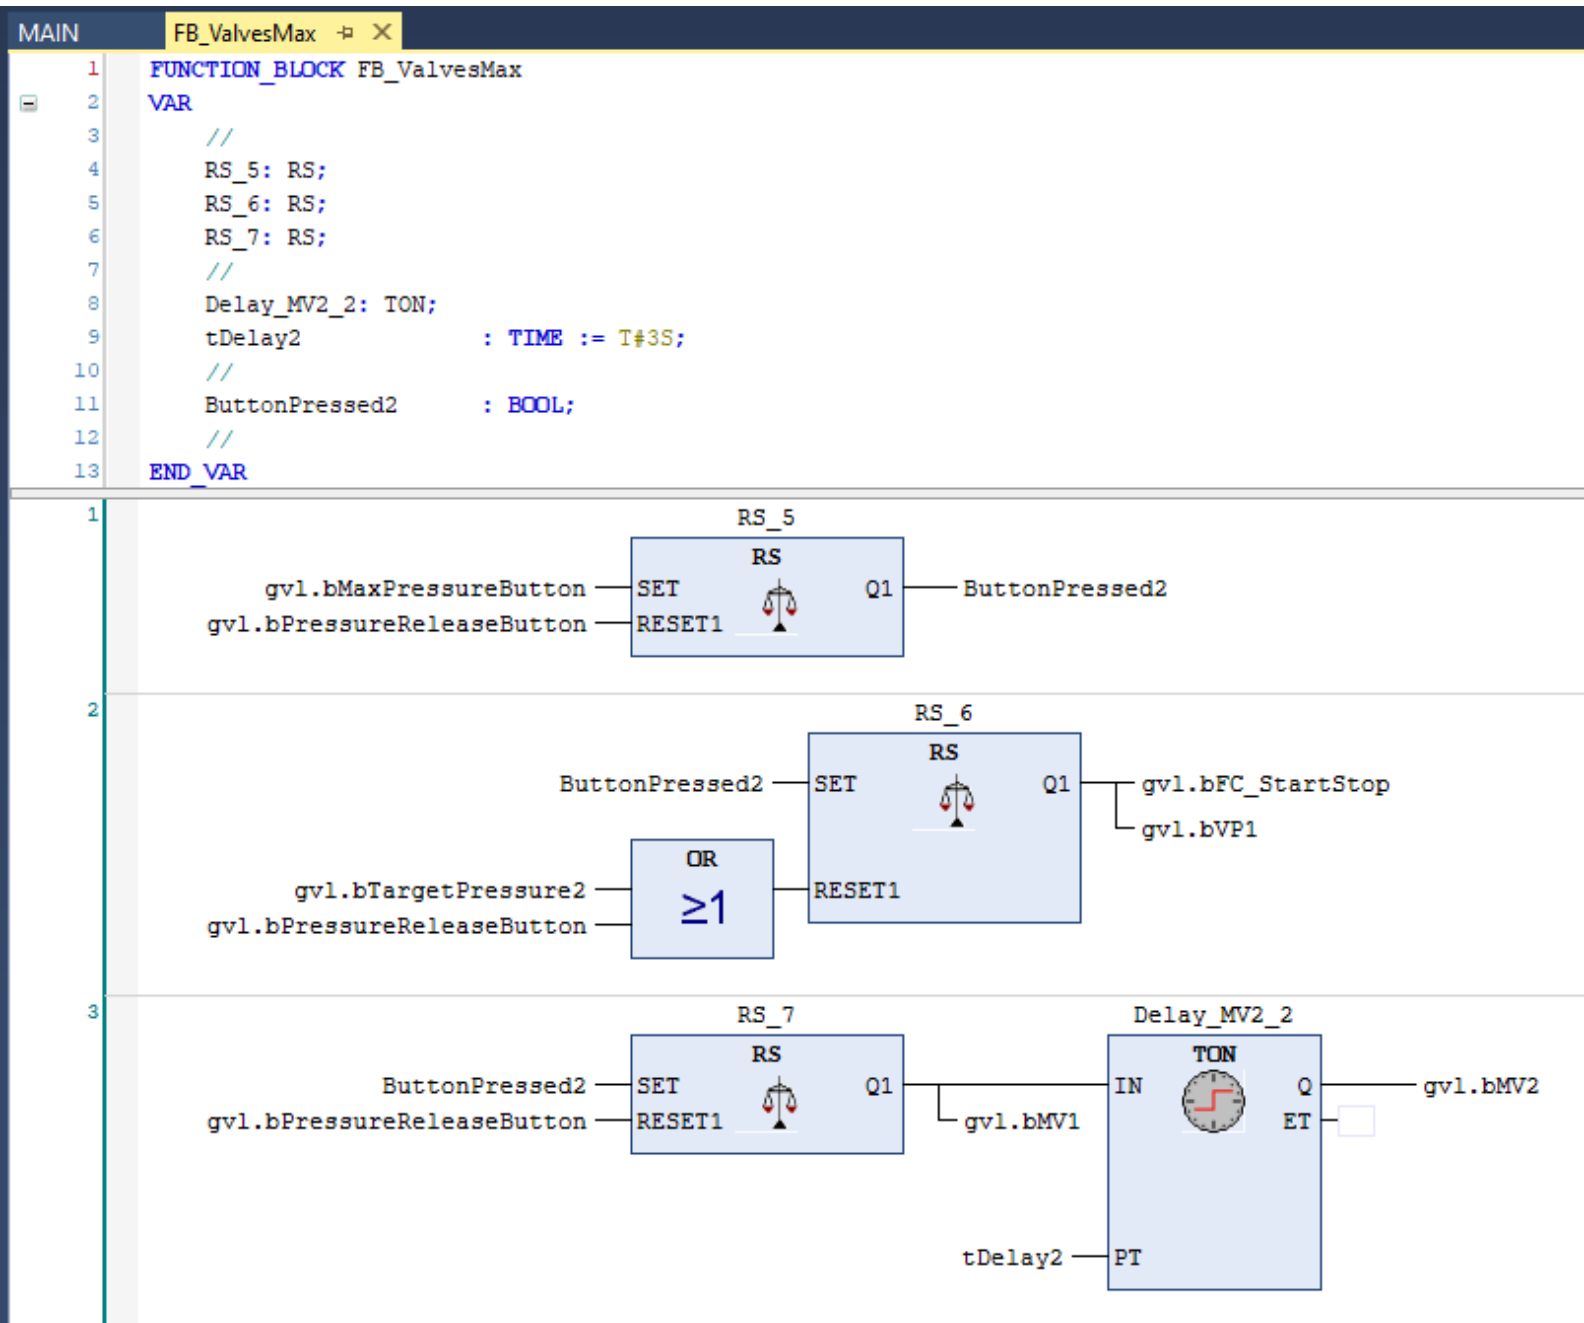 MAIN FB_ValvesMax
1 FUNCTION_BLOCK FB_ValvesMax
2 VAR
3 //
4 RS_5: RS;
5 RS_6: RS;
6 RS_7: RS;
7 //
8 Delay_MV2_2: TON;
9 tDelay2 : TIME := T#3S;
10 //
11 ButtonPressed2 : BOOL;
12 //
13 END_VAR
1
RS_5
RS
gvl.bMaxPressureButton SET Q1 ButtonPressed2
gvl.bPressureReleaseButton RESET1
2
RS_6
RS
ButtonPressed2 SET Q1 gvl.bFC_StartStop
gvl.bVP1
OR
gvl.bTargetPressure2 ≥1 RESET1
gvl.bPressureReleaseButton
3
RS_7 Delay_MV2_2
RS TON
ButtonPressed2 SET Q1 IN Q gvl.bMV2
gvl.bPressureReleaseButton RESET1 gvl.bMV1 ET
tDelay2 PT